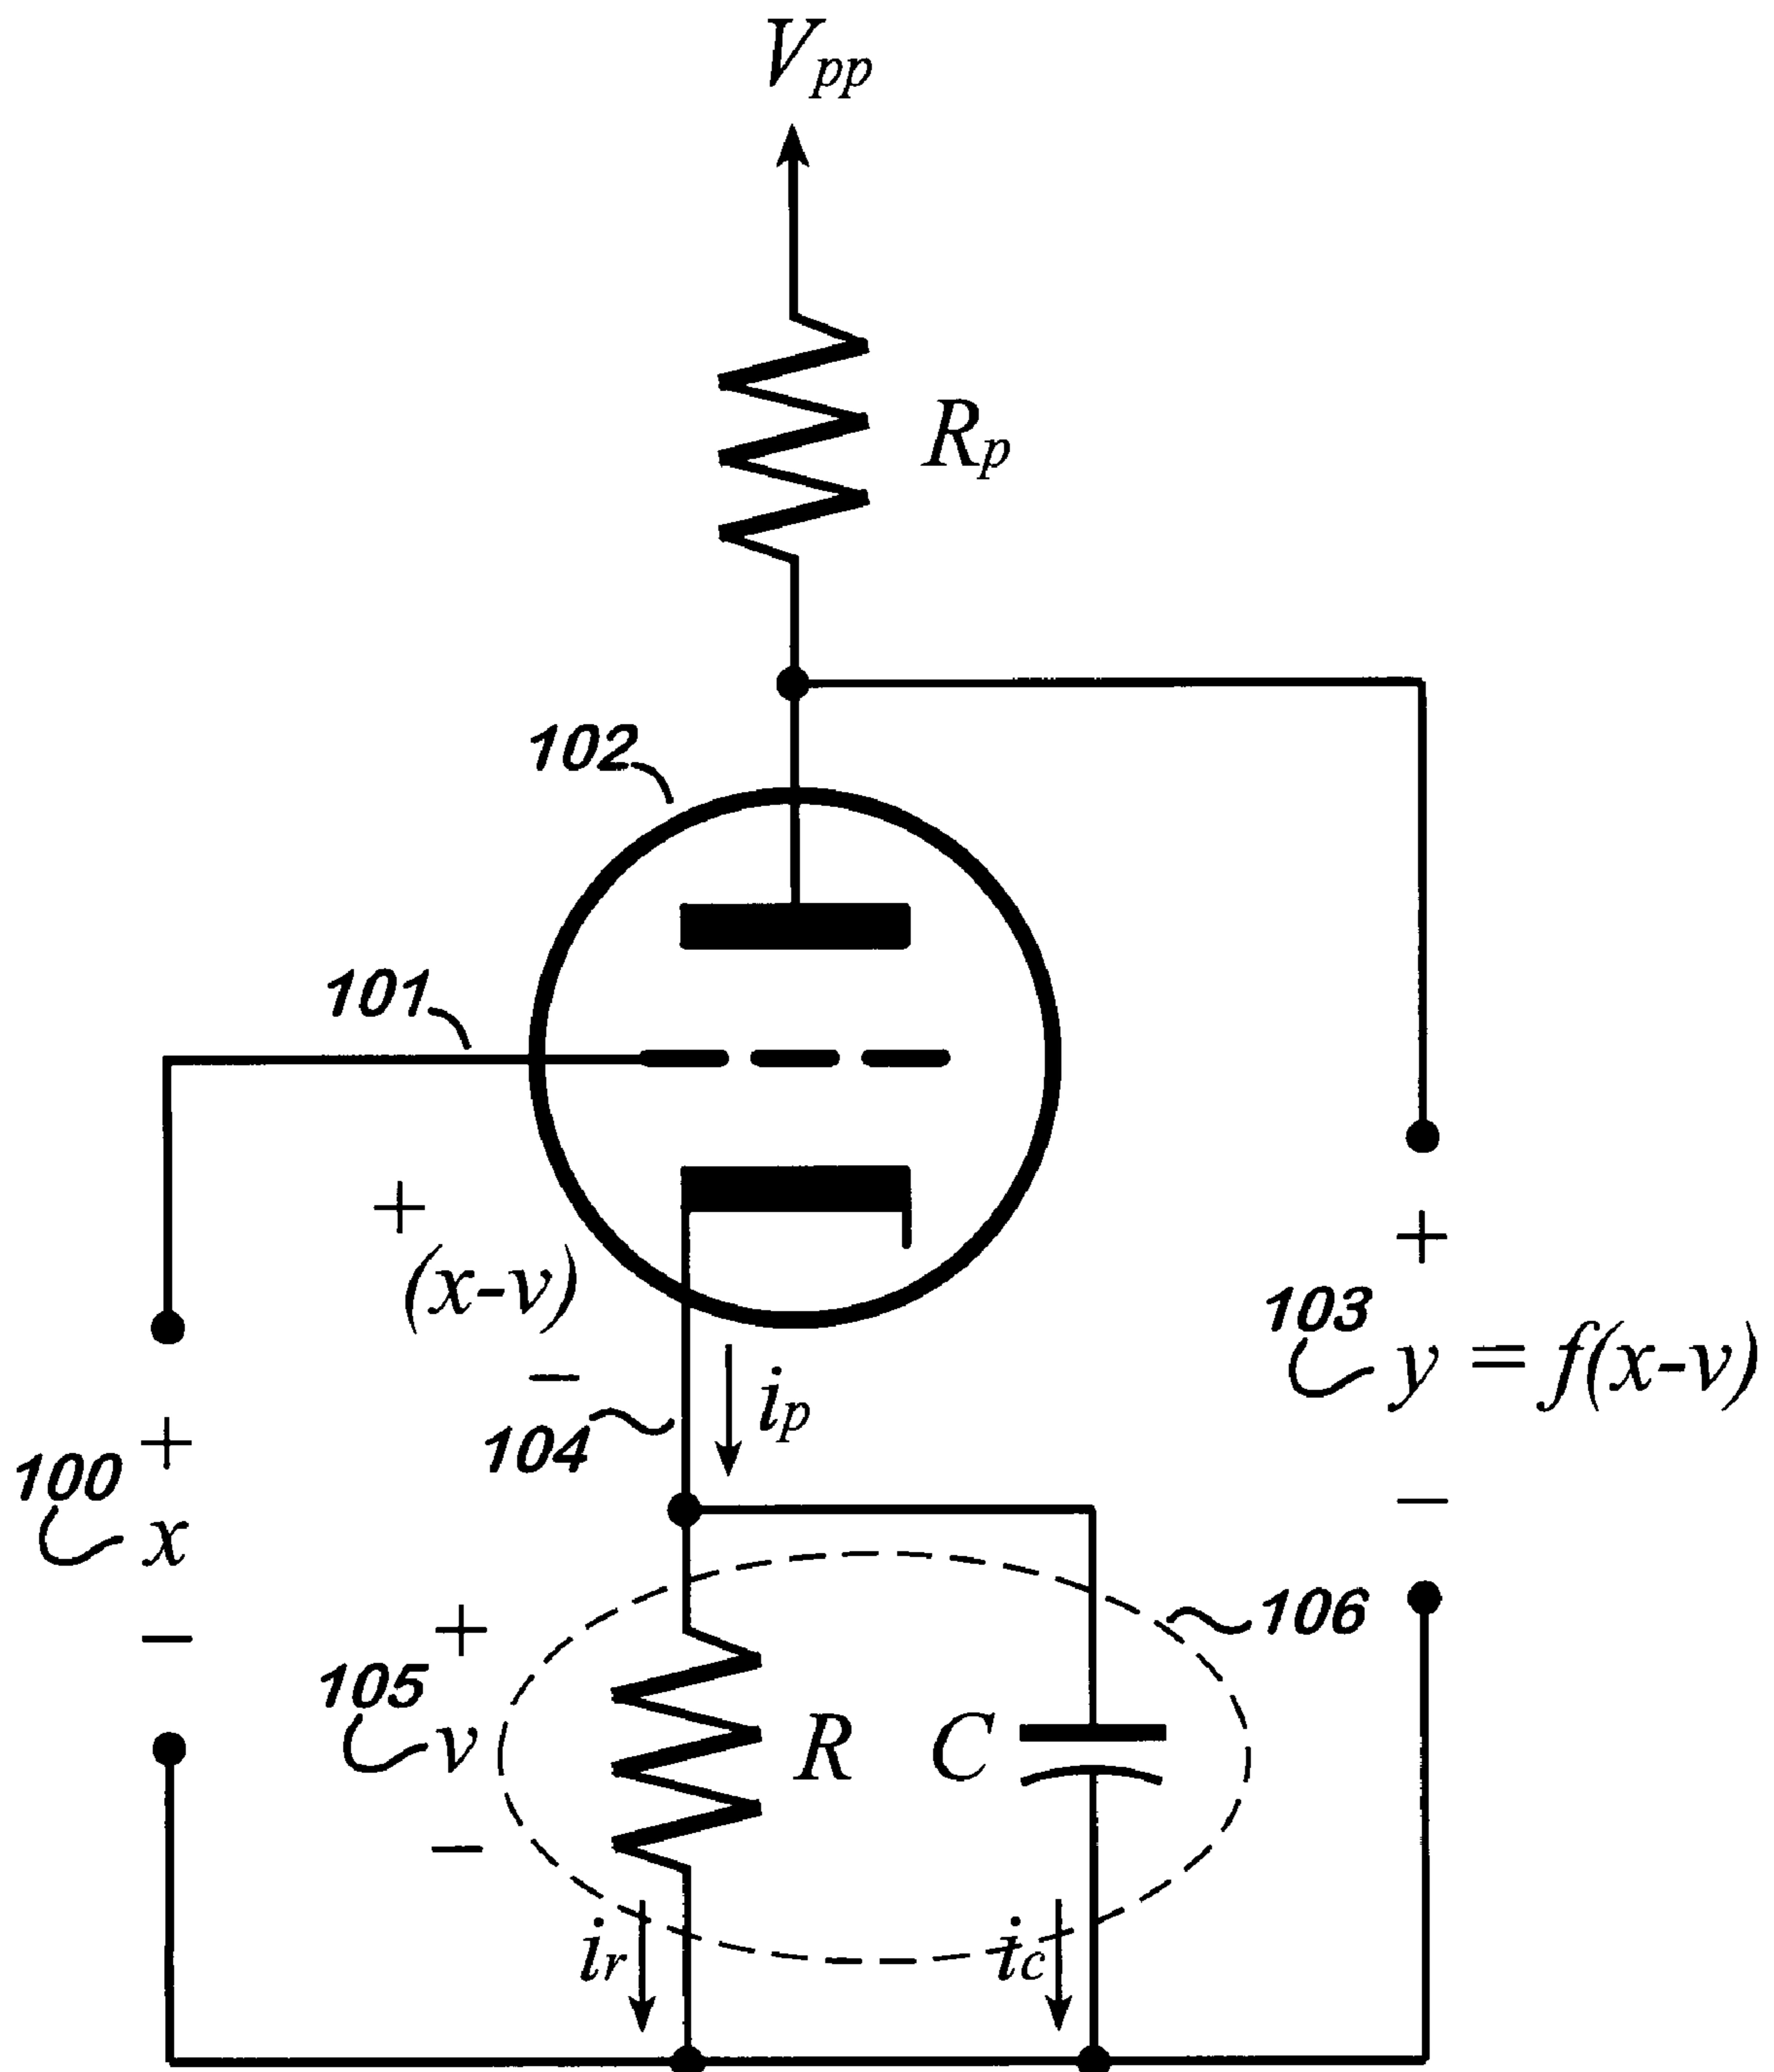 Vpp
Rp
102
101
+
(x-v)
−
+
103
y = f(x-v)
−
104
ip
100
+
x
−
106
105
+
v
−
R
C
ir
ic